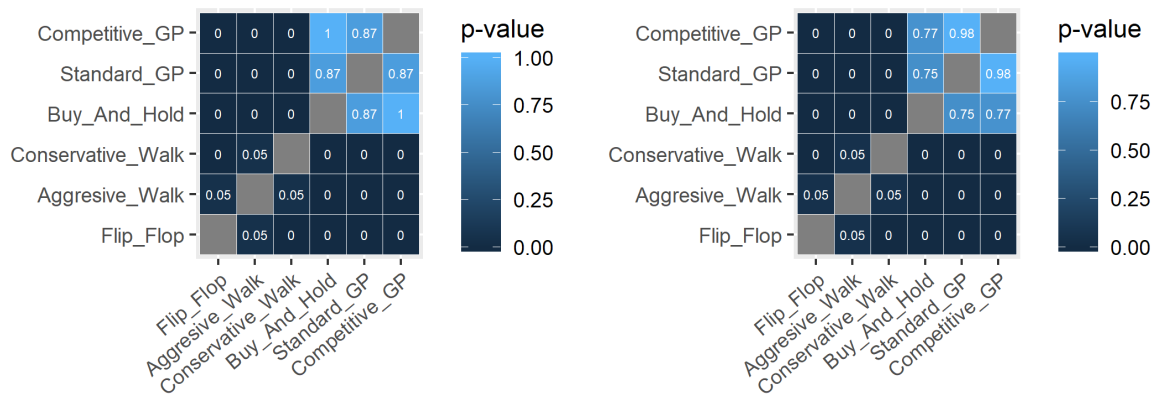 p-value
Competitive_GP 0 0 0 1 0.87
Standard_GP 0 0 0 0.87 0.87
Buy_And_Hold 0 0 0 0.87 1
Conservative_Walk 0 0.05 0 0 0
Aggresive_Walk 0.05 0.05 0 0 0
Flip_Flop 0.05 0 0 0 0
Flip_Flop
Aggresive_Walk
Conservative_Walk
Buy_And_Hold
Standard_GP
Competitive_GP
1.00
0.75
0.50
0.25
0.00
p-value
Competitive_GP 0 0 0 0.77 0.98
Standard_GP 0 0 0 0.75 0.98
Buy_And_Hold 0 0 0 0.75 0.77
Conservative_Walk 0 0.05 0 0 0
Aggresive_Walk 0.05 0.05 0 0 0
Flip_Flop 0.05 0 0 0 0
Flip_Flop
Aggresive_Walk
Conservative_Walk
Buy_And_Hold
Standard_GP
Competitive_GP
0.75
0.50
0.25
0.00